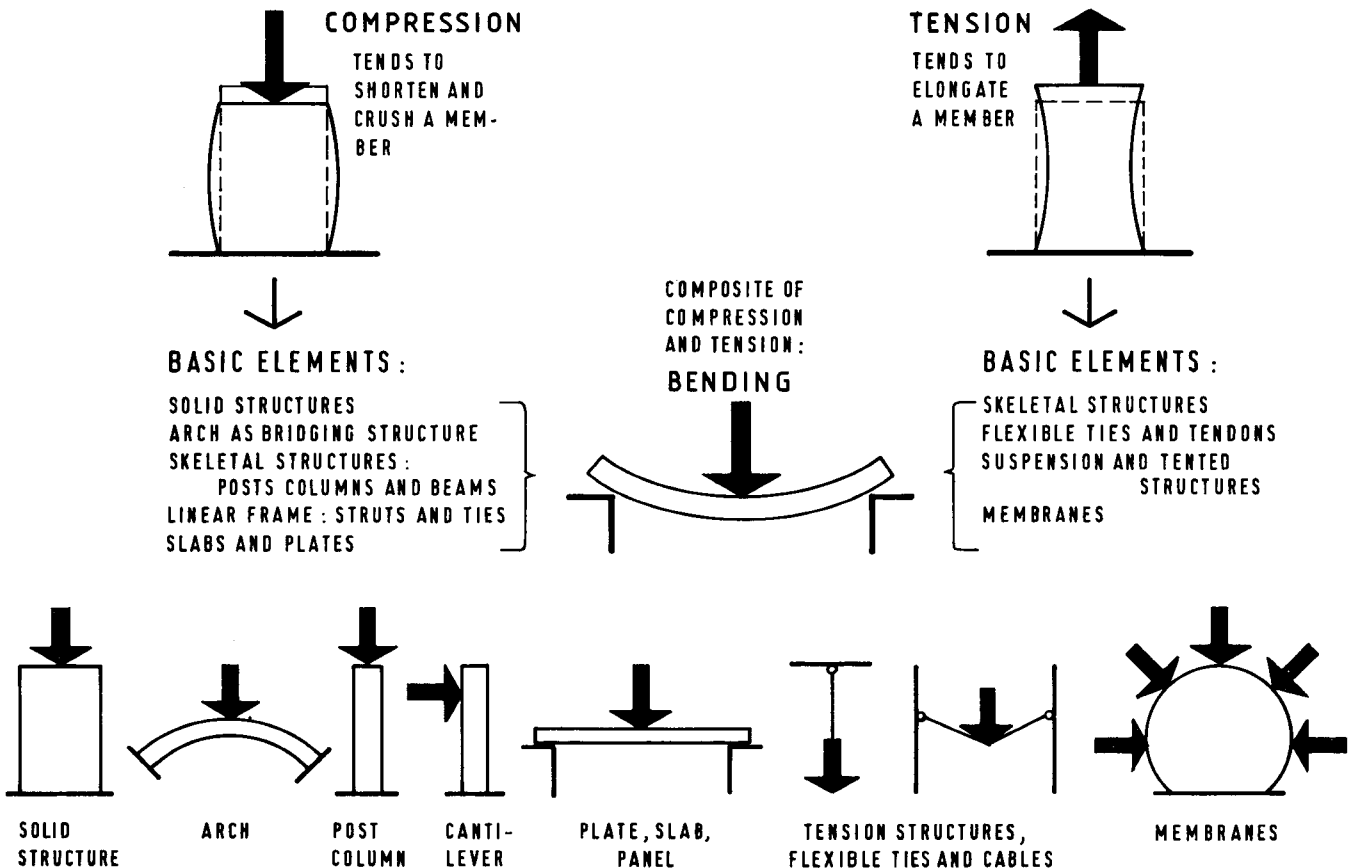 COMPRESSION
TENDS TO
SHORTEN AND
CRUSH A MEM-
BER
TENSION
TENDS TO
ELONGATE
A MEMBER
BASIC ELEMENTS :
SOLID STRUCTURES
ARCH AS BRIDGING STRUCTURE
SKELETAL STRUCTURES :
POSTS COLUMNS AND BEAMS
LINEAR FRAME : STRUTS AND TIES
SLABS AND PLATES
COMPOSITE OF
COMPRESSION
AND TENSION :
BENDING
BASIC ELEMENTS :
SKELETAL STRUCTURES
FLEXIBLE TIES AND TENDONS
SUSPENSION AND TENTED
STRUCTURES
MEMBRANES
SOLID
STRUCTURE
ARCH
POST
COLUMN
CANTI-
LEVER
PLATE, SLAB,
PANEL
TENSION STRUCTURES,
FLEXIBLE TIES AND CABLES
MEMBRANES